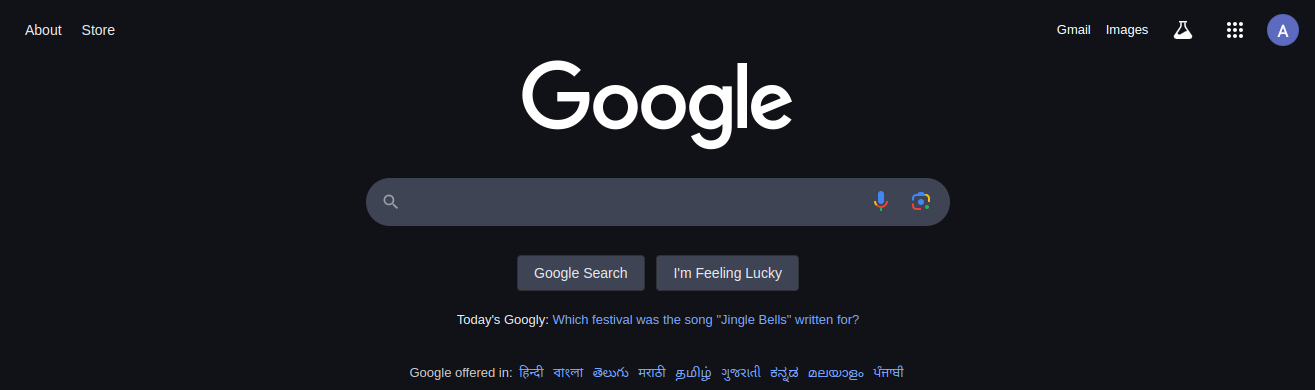 About Store Gmail Images A
Google
Google Search I'm Feeling Lucky
Today's Googly: Which festival was the song "Jingle Bells" written for?
Google offered in: हिन्दी বাংলা తెలుగు मराठी தமிழ் ગુજરાતી ಕನ್ನಡ മലയാളം ਪੰਜਾਬੀ